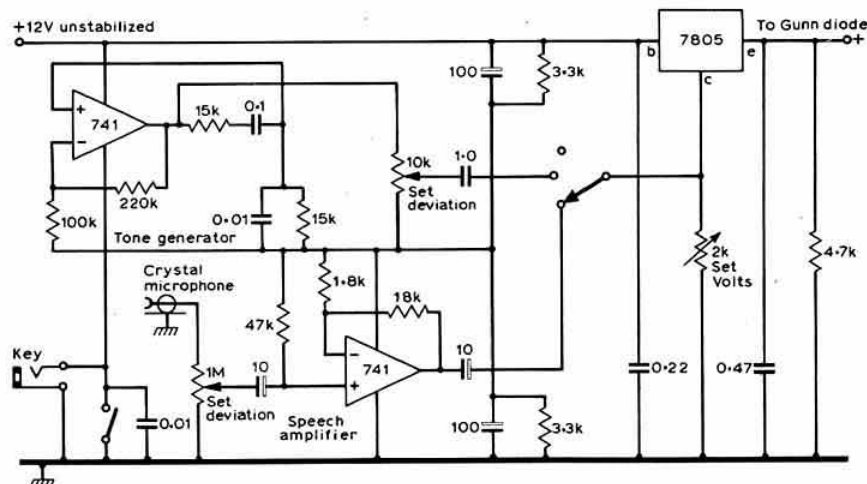 +12V unstabilized
7805
To Gunn diode
+
b
e
c
100
3·3k
+
741
−
15k
0·1
10k
1·0
Set
deviation
220k
100k
0·01
15k
Tone generator
2k
Set
Volts
4·7k
Crystal
microphone
1·8k
18k
47k
Key
1M
10
−
741
+
10
0·22
0·47
Set
deviation
Speech
amplifier
0·01
100
3·3k